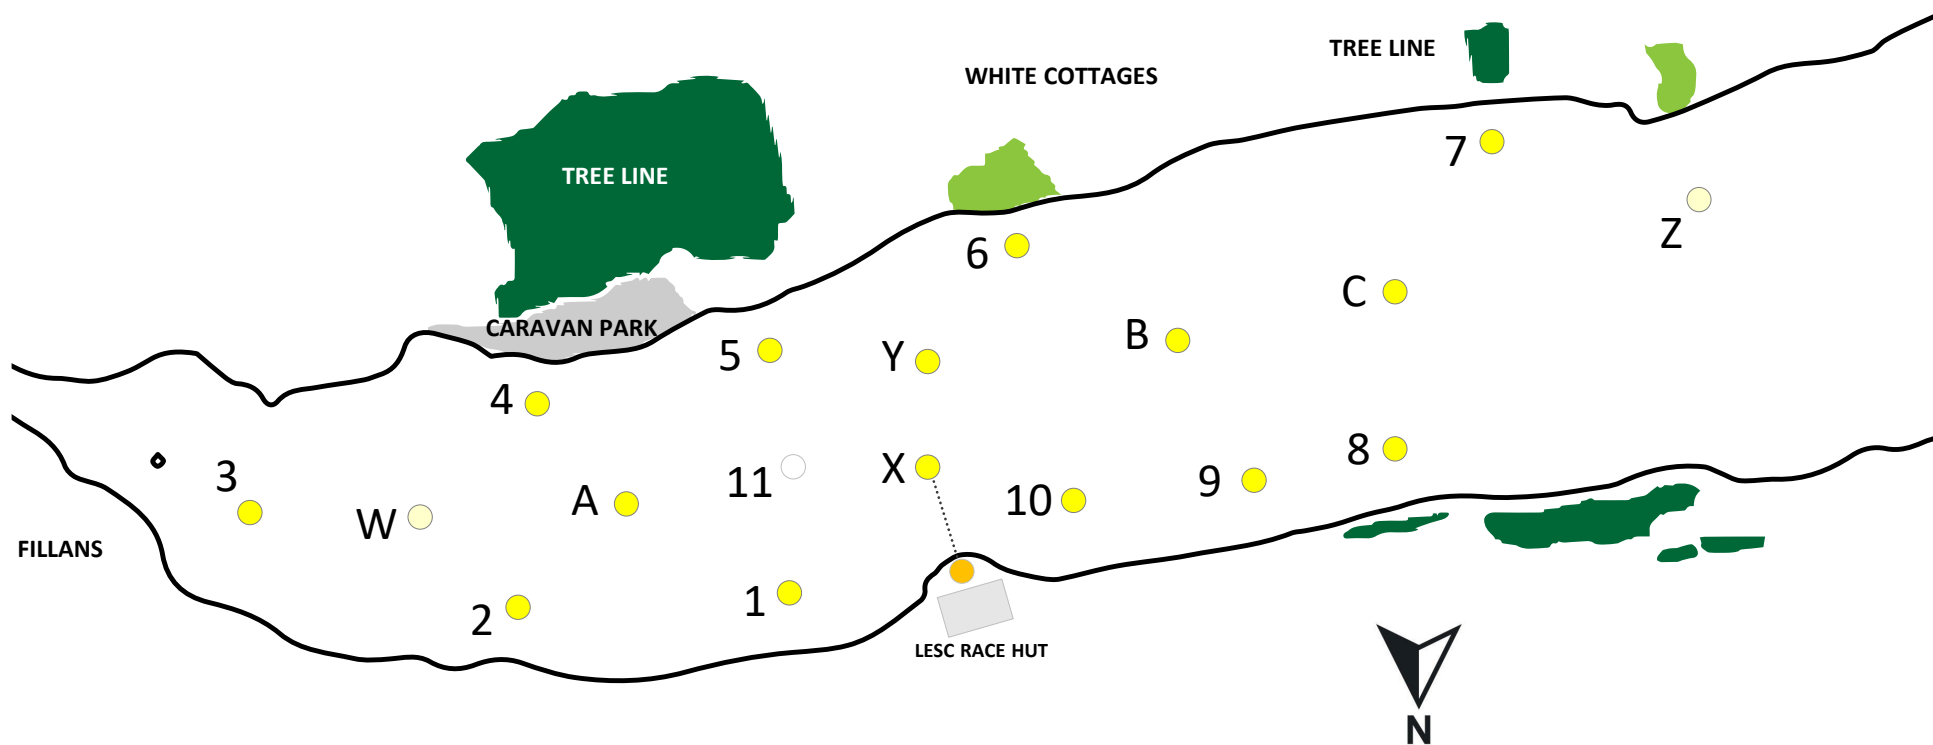 TREE LINE
WHITE COTTAGES
7
TREE LINE
Z
6
C
CARAVAN PARK
B
5
Y
4
8
3
11
X
9
A
10
W
FILLANS
1
2
LESC RACE HUT
N